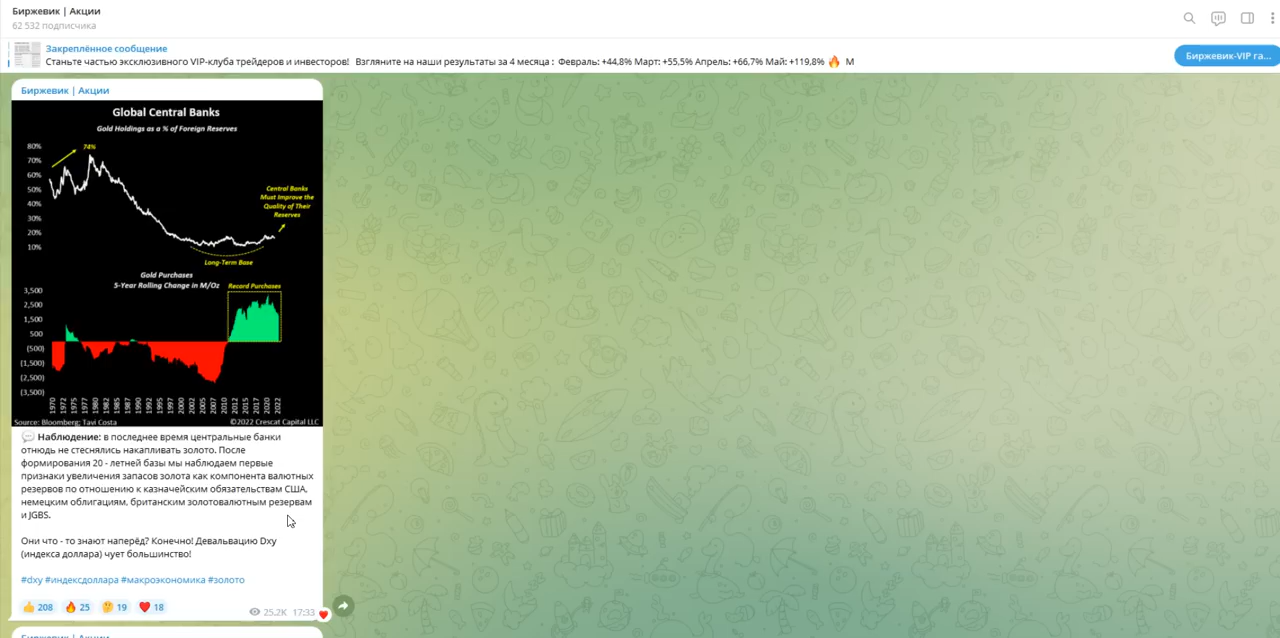 Биржевик | Акции
62 532 подписчика
Закреплённое сообщение
Станьте частью эксклюзивного VIP-клуба трейдеров и инвесторов! Взгляните на наши результаты за 4 месяца : Февраль: +44,8% Март: +55,5% Апрель: +66,7% Май: +119,8% 🔥 М
Биржевик-VIP га...
Биржевик | Акции
Global Central Banks
Gold Holdings as a % of Foreign Reserves
80%
74%
70%
60%
50%
40%
30%
20%
10%
Central Banks
Must Improve the
Quality of Their
Reserves
Long-Term Base
Gold Purchases
5-Year Rolling Change in M/Oz
Record Purchases
3,500
2,500
1,500
500
(500)
(1,500)
(2,500)
(3,500)
1970 1972 1975 1977 1980 1982 1985 1987 1990 1992 1995 1997 2000 2002 2005 2007 2010 2012 2015 2017 2020 2022
Source: Bloomberg; Tavi Costa ©2022 Crescat Capital LLC
💬 Наблюдение: в последнее время центральные банки
отнюдь не стеснялись накапливать золото. После
формирования 20 - летней базы мы наблюдаем первые
признаки увеличения запасов золота как компонента валютных
резервов по отношению к казначейским обязательствам США,
немецким облигациям, британским золотовалютным резервам
и JGBS.
Они что - то знают наперёд? Конечно! Девальвацию Dxy
(индекса доллара) чует большинство!
#dxy #индексдоллара #макроэкономика #золото
👍 208 🔥 25 🤔 19 ❤️ 18 25.2K 17:33
Биржевик | Акции